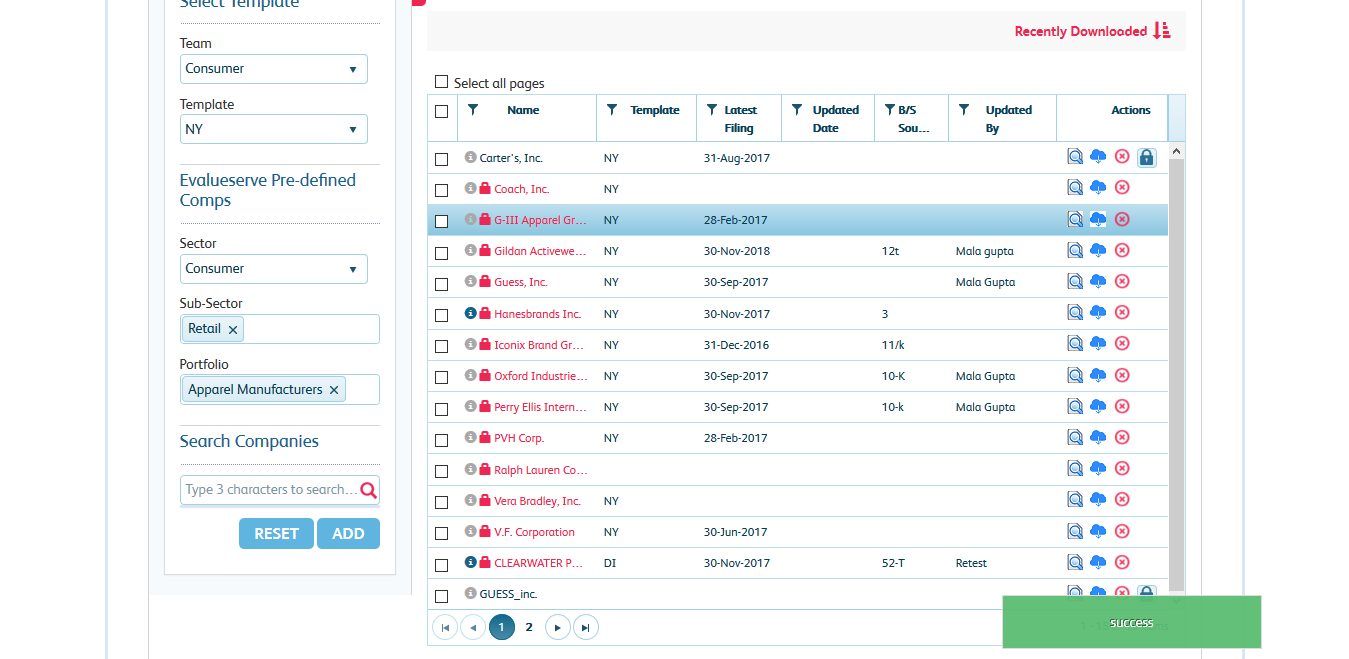 Select Template
Team
Consumer
Template
NY
Evalueserve Pre-defined
Comps
Sector
Consumer
Sub-Sector
Retail ×
Portfolio
Apparel Manufacturers ×
Search Companies
Type 3 characters to search...
RESET ADD
Recently Downloaded
Select all pages
Name Template Latest Filing Updated Date B/S Sou... Updated By Actions
Carter's, Inc. NY 31-Aug-2017
Coach, Inc. NY
G-III Apparel Gr... NY 28-Feb-2017
Gildan Activewe... NY 30-Nov-2018 12t Mala gupta
Guess, Inc. NY 30-Sep-2017 Mala Gupta
Hanesbrands Inc. NY 30-Nov-2017 3
Iconix Brand Gr... NY 31-Dec-2016 11/k
Oxford Industrie... NY 30-Sep-2017 10-K Mala Gupta
Perry Ellis Intern... NY 30-Sep-2017 10-k Mala Gupta
PVH Corp. NY 28-Feb-2017
Ralph Lauren Co...
Vera Bradley, Inc. NY
V.F. Corporation NY 30-Jun-2017
CLEARWATER P... DI 30-Nov-2017 52-T Retest
GUESS_inc.
1 2
success